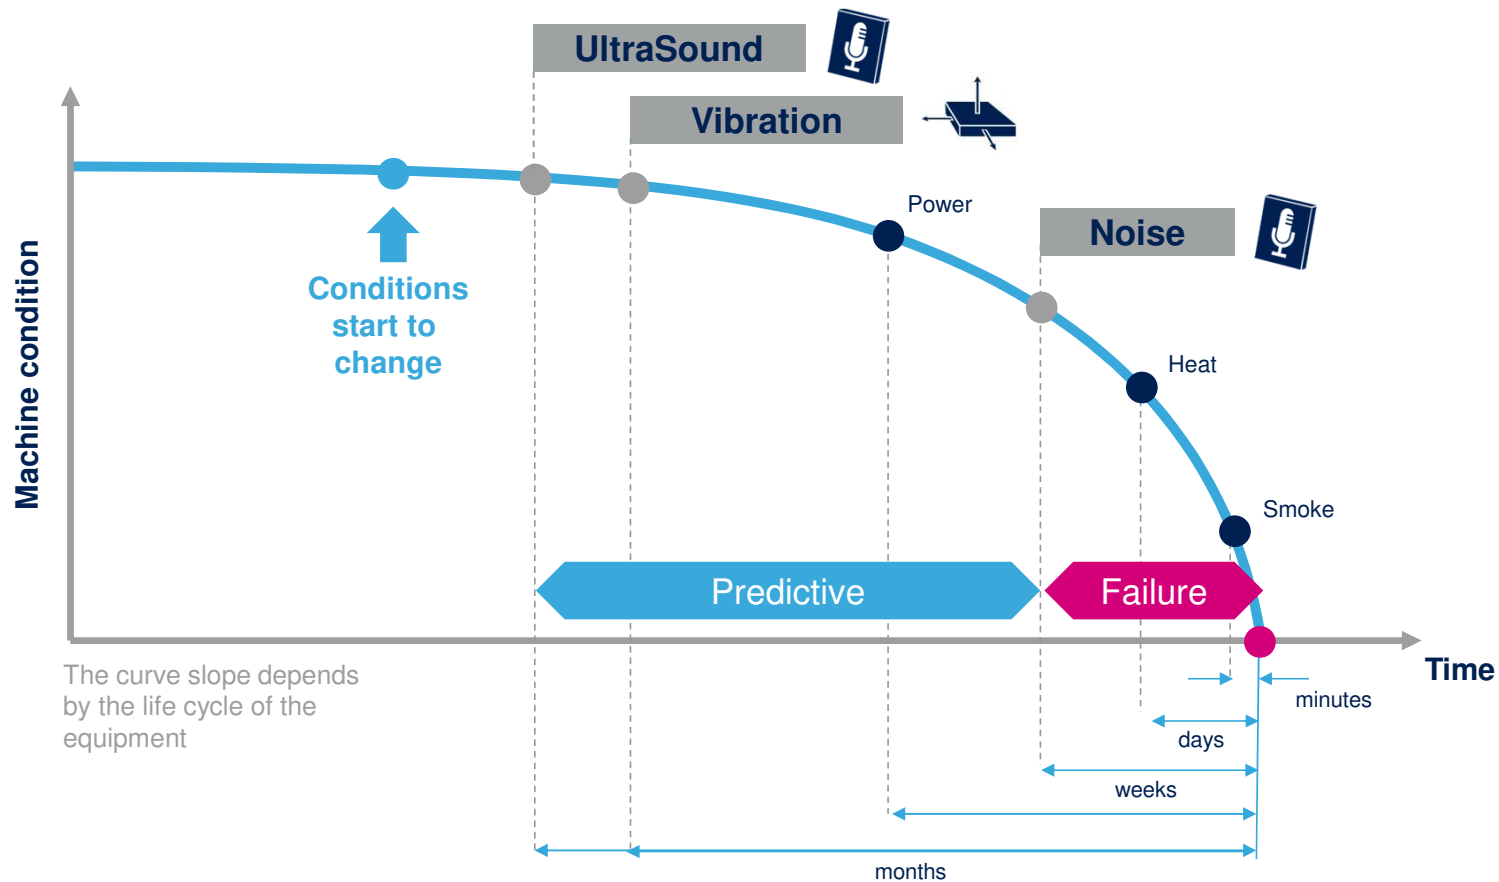 UltraSound
Vibration
Power
Noise
Conditions
start to
change
Machine condition
Heat
Smoke
Predictive
Failure
Time
The curve slope depends
by the life cycle of the
equipment
minutes
days
weeks
months